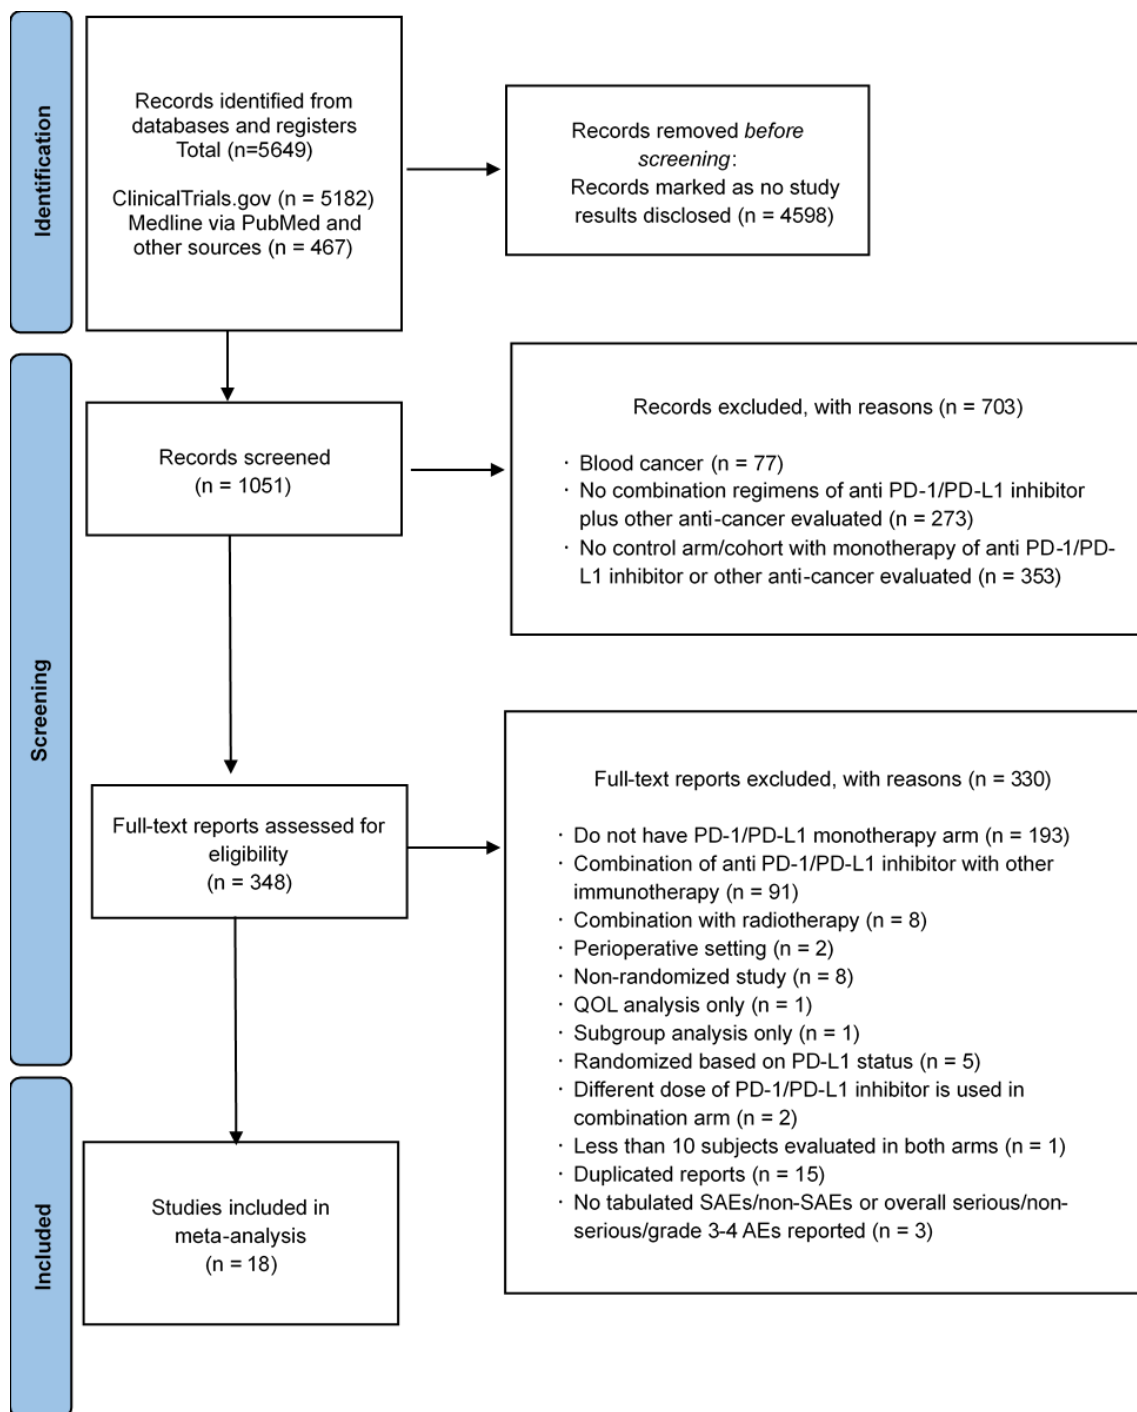 Identification
Records identified from
databases and registers
Total (n=5649)
ClinicalTrials.gov (n = 5182)
Medline via PubMed and
other sources (n = 467)
Records removed before
screening:
Records marked as no study
results disclosed (n = 4598)
Screening
Records screened
(n = 1051)
Records excluded, with reasons (n = 703)
· Blood cancer (n = 77)
· No combination regimens of anti PD-1/PD-L1 inhibitor
plus other anti-cancer evaluated (n = 273)
· No control arm/cohort with monotherapy of anti PD-1/PD-
L1 inhibitor or other anti-cancer evaluated (n = 353)
Full-text reports assessed for
eligibility
(n = 348)
Full-text reports excluded, with reasons (n = 330)
· Do not have PD-1/PD-L1 monotherapy arm (n = 193)
· Combination of anti PD-1/PD-L1 inhibitor with other
immunotherapy (n = 91)
· Combination with radiotherapy (n = 8)
· Perioperative setting (n = 2)
· Non-randomized study (n = 8)
· QOL analysis only (n = 1)
· Subgroup analysis only (n = 1)
· Randomized based on PD-L1 status (n = 5)
· Different dose of PD-1/PD-L1 inhibitor is used in
combination arm (n = 2)
· Less than 10 subjects evaluated in both arms (n = 1)
· Duplicated reports (n = 15)
· No tabulated SAEs/non-SAEs or overall serious/non-
serious/grade 3-4 AEs reported (n = 3)
Included
Studies included in
meta-analysis
(n = 18)